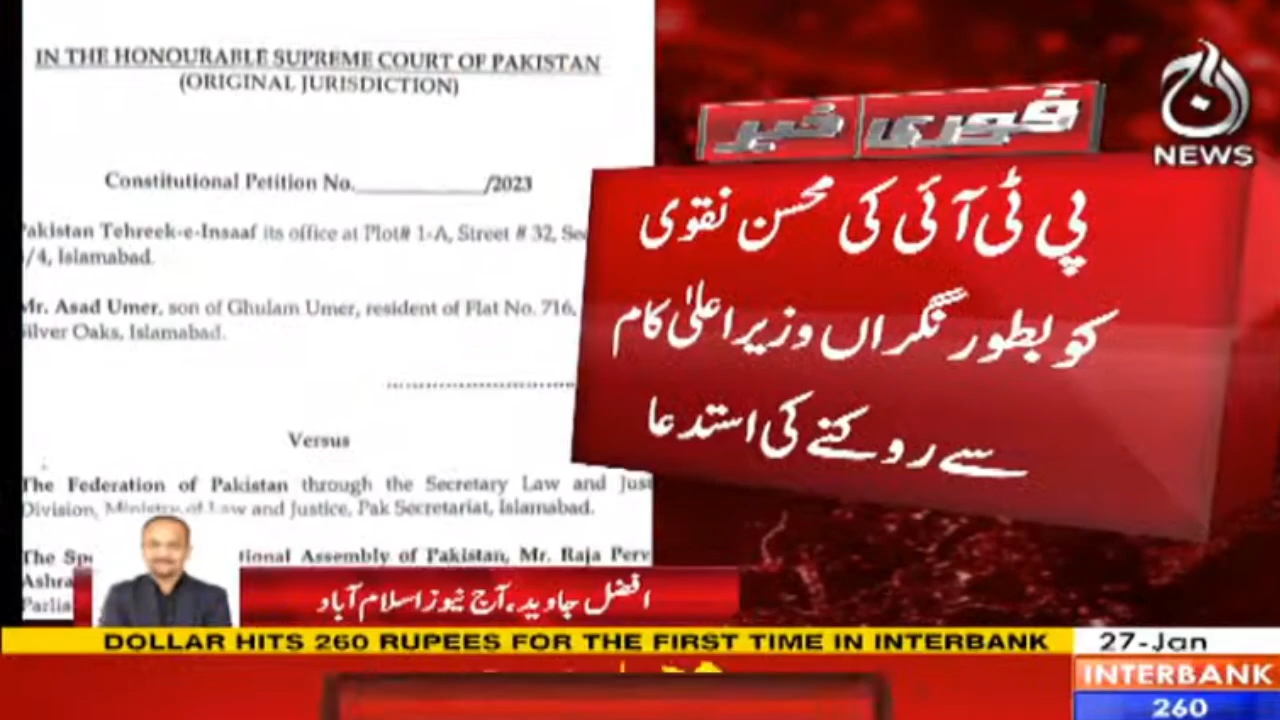 IN THE HONOURABLE SUPREME COURT OF PAKISTAN
(ORIGINAL JURISDICTION)
Constitutional Petition No.____________/2023
Pakistan Tehreek-e-Insaaf its office at Plot# 1-A, Street # 32,
/4, Islamabad.
Mr. Asad Umer, son of Ghulam Umer, resident of Flat No. 716,
Silver Oaks, Islamabad.
Versus
The Federation of Pakistan through the Secretary Law and
Division, Ministry of Law and Justice, Pak Secretariat, Islamabad.
The Assembly of Pakistan, Mr. Raja
فوری خبر
آج
NEWS
پی ٹی آئی کی محسن نقوی
کو بطور نگراں وزیر اعلیٰ کام
سے روکنے کی استدعا
افضل جاوید، آج نیوز اسلام آباد
DOLLAR HITS 260 RUPEES FOR THE FIRST TIME IN INTERBANK
27-Jan
INTERBANK
260